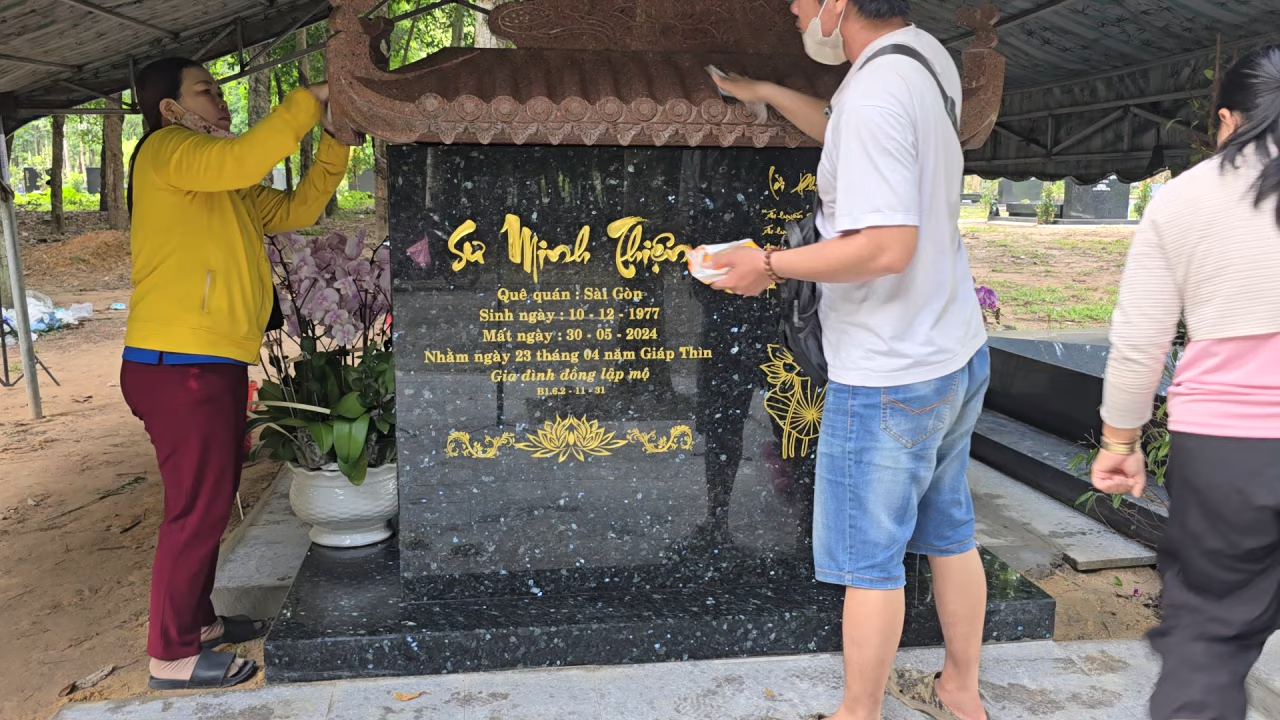 Sư Minh Thiện
Quê quán : Sài Gòn
Sinh ngày : 10 - 12 - 1977
Mất ngày : 30 - 05 - 2024
Nhằm ngày 23 tháng 04 năm Giáp Thìn
Gia đình đồng lập mộ
B1.6.2 - 11 - 31